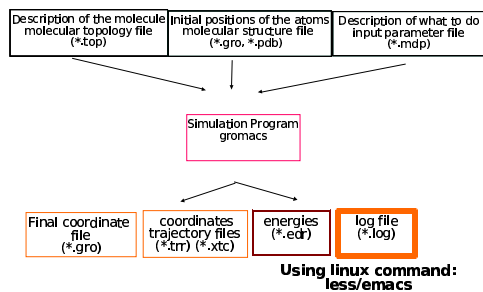 Description of the molecule
molecular topology file
(*.top)
Initial positions of the atoms
molecular structure file
(*.gro, *.pdb)
Description of what to do
input parameter file
(*.mdp)
Simulation Program
gromacs
Final coordinate
file
(*.gro)
coordinates
trajectory files
(*.trr) (*.xtc)
energies
(*.edr)
log file
(*.log)
Using linux command:
less/emacs